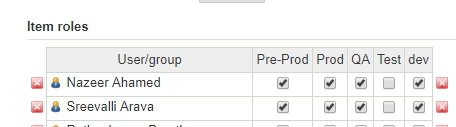 Item roles
User/group Pre-Prod Prod QA Test dev
Nazeer Ahamed
Sreevalli Arava